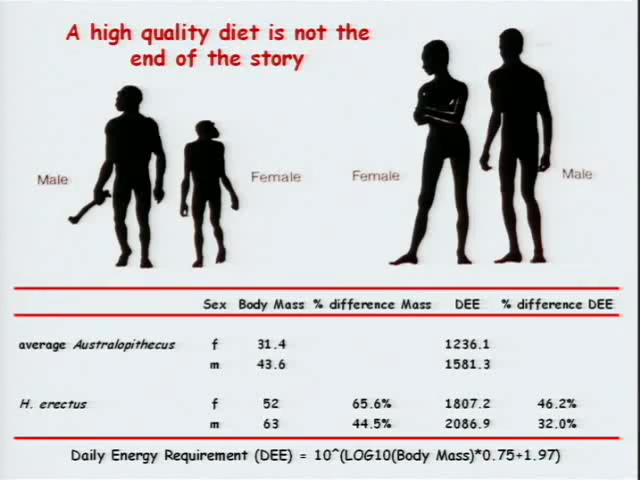 A high quality diet is not the
end of the story
Male
Female
Female
Male
Sex Body Mass % difference Mass DEE % difference DEE
average Australopithecus f 31.4 1236.1
m 43.6 1581.3
H. erectus f 52 65.6% 1807.2 46.2%
m 63 44.5% 2086.9 32.0%
Daily Energy Requirement (DEE) = 10^(LOG10(Body Mass)*0.75+1.97)